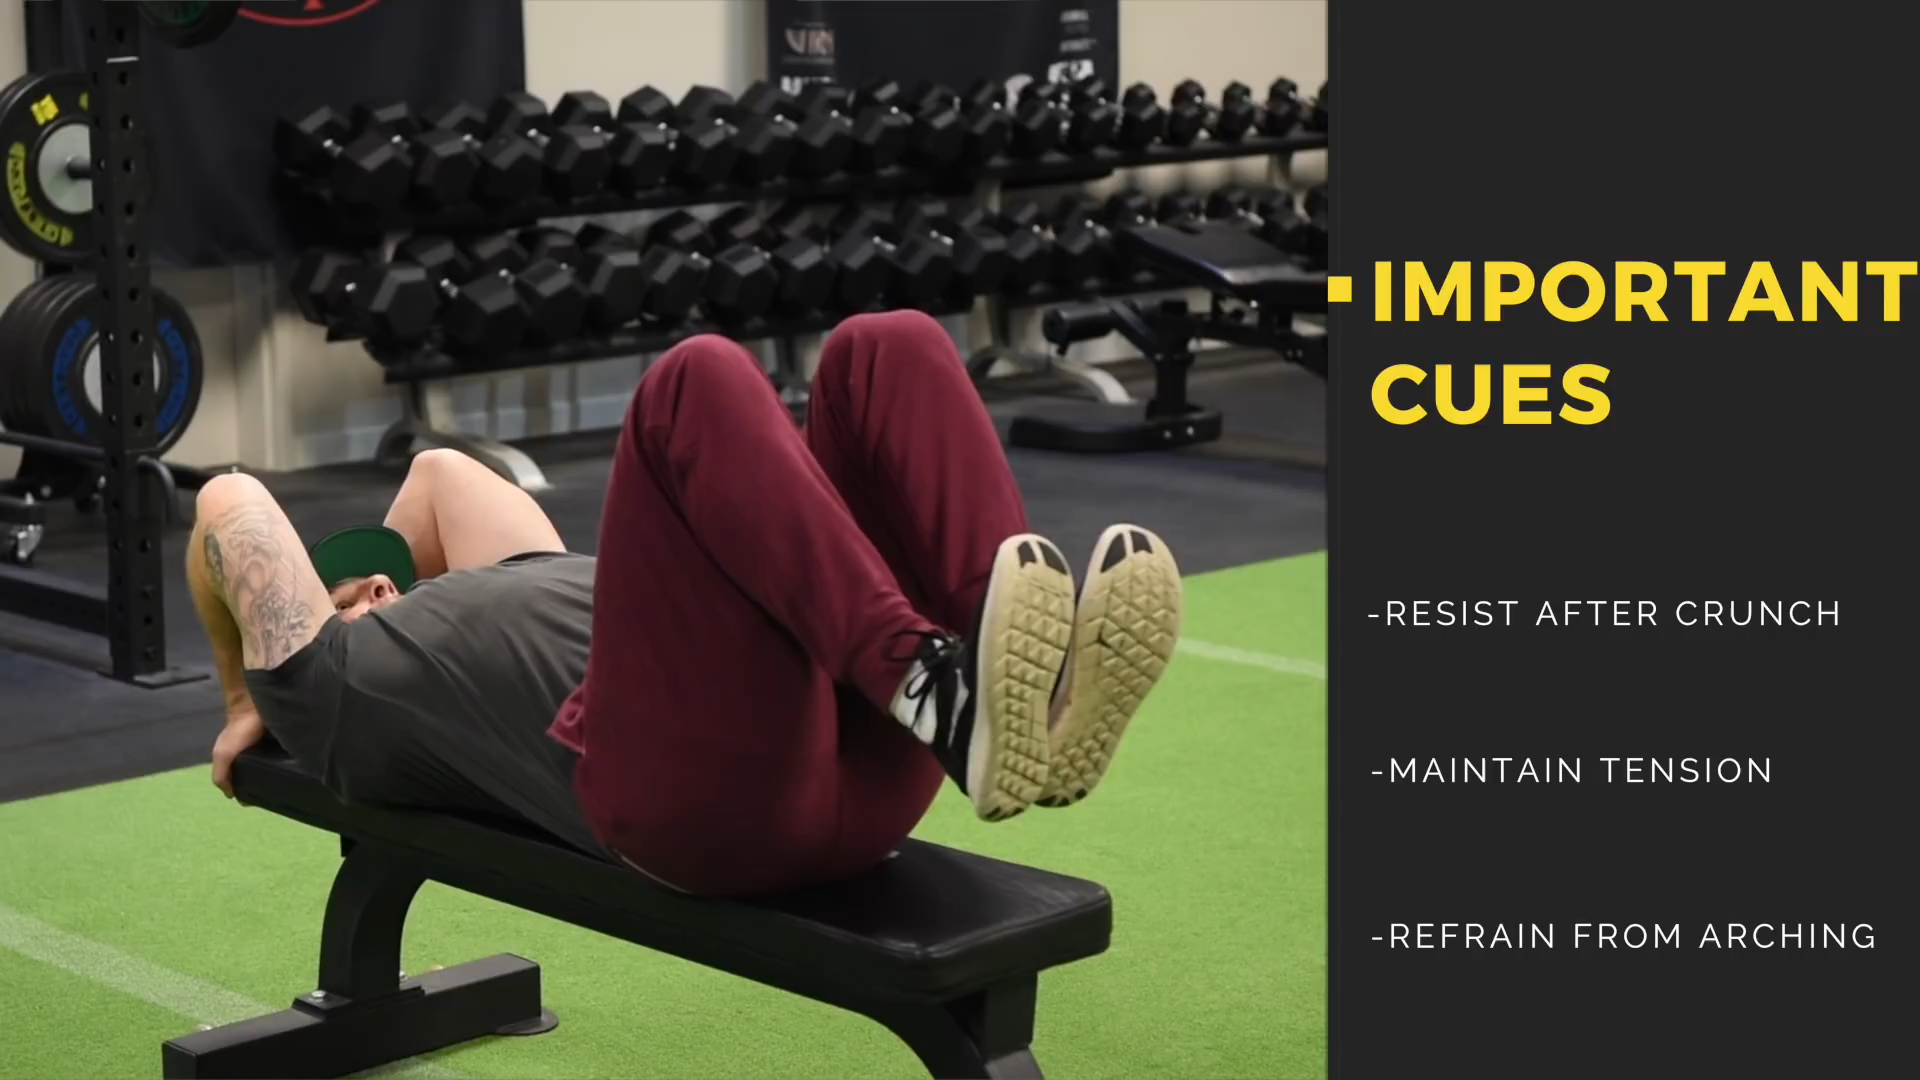 IMPORTANT
CUES
-RESIST AFTER CRUNCH
-MAINTAIN TENSION
-REFRAIN FROM ARCHING